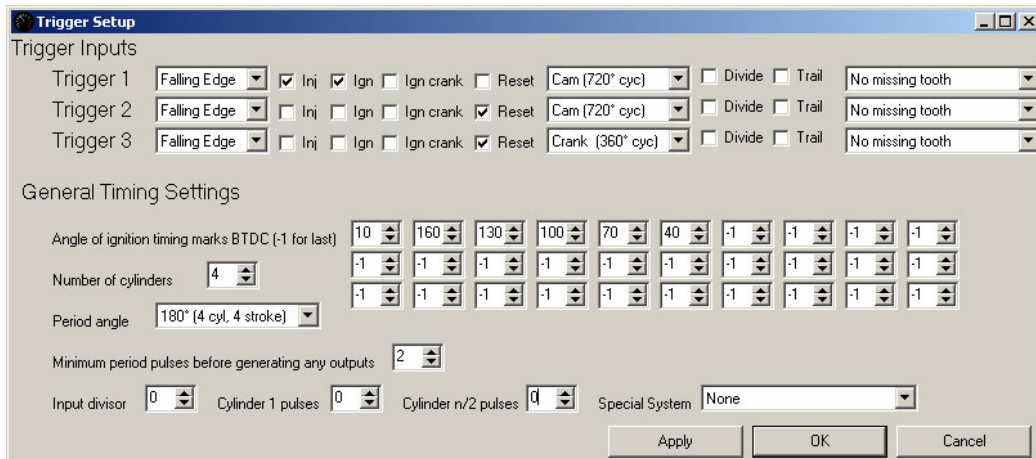 Trigger Setup
Trigger Inputs
Trigger 1 Falling Edge Inj Ign Ign crank Reset Cam (720° cyc) Divide Trail No missing tooth
Trigger 2 Falling Edge Inj Ign Ign crank Reset Cam (720° cyc) Divide Trail No missing tooth
Trigger 3 Falling Edge Inj Ign Ign crank Reset Crank (360° cyc) Divide Trail No missing tooth
General Timing Settings
Angle of ignition timing marks BTDC (-1 for last) 10 160 130 100 70 40 -1 -1 -1 -1
Number of cylinders 4 -1 -1 -1 -1 -1 -1 -1 -1 -1 -1
-1 -1 -1 -1 -1 -1 -1 -1 -1 -1
Period angle 180° (4 cyl, 4 stroke)
Minimum period pulses before generating any outputs 2
Input divisor 0 Cylinder 1 pulses 0 Cylinder n/2 pulses 0 Special System None
Apply OK Cancel